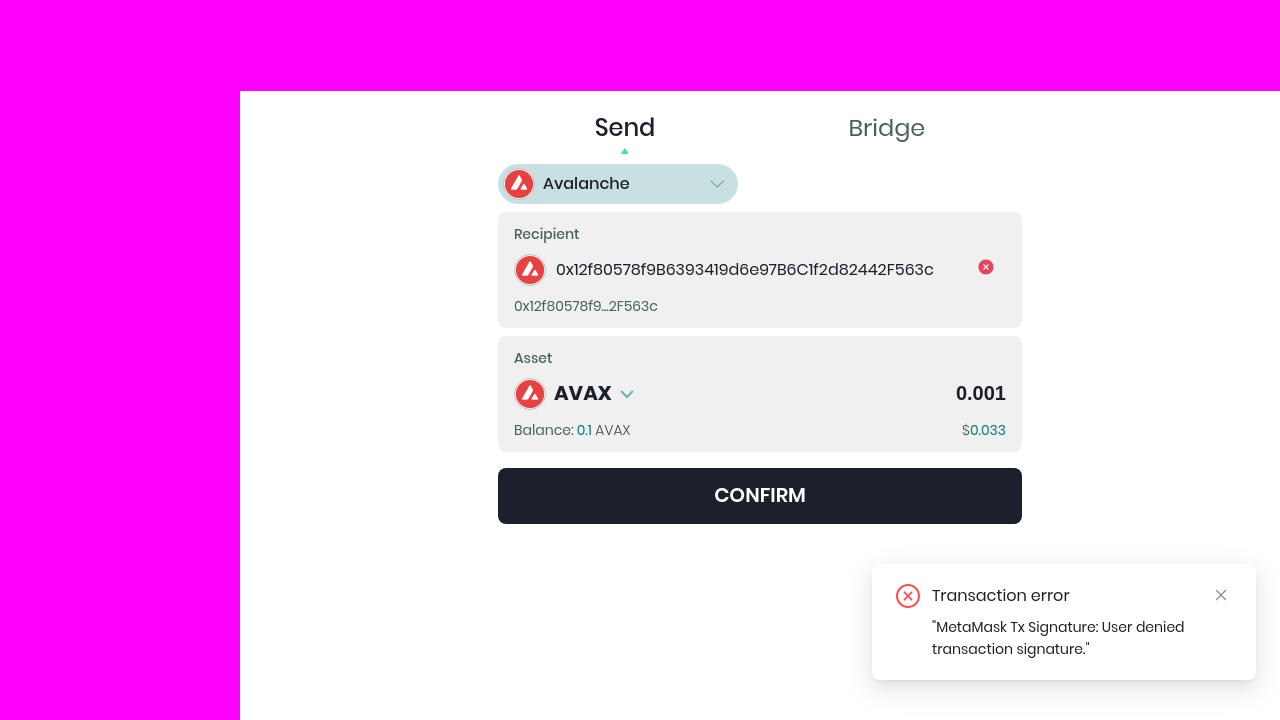 Send
Bridge
Avalanche
Recipient
0x12f80578f9B6393419d6e97B6C1f2d82442F563c
0x12f80578f9...2F563c
Asset
AVAX
0.001
Balance: 0.1 AVAX
$0.033
CONFIRM
Transaction error
"MetaMask Tx Signature: User denied
transaction signature."